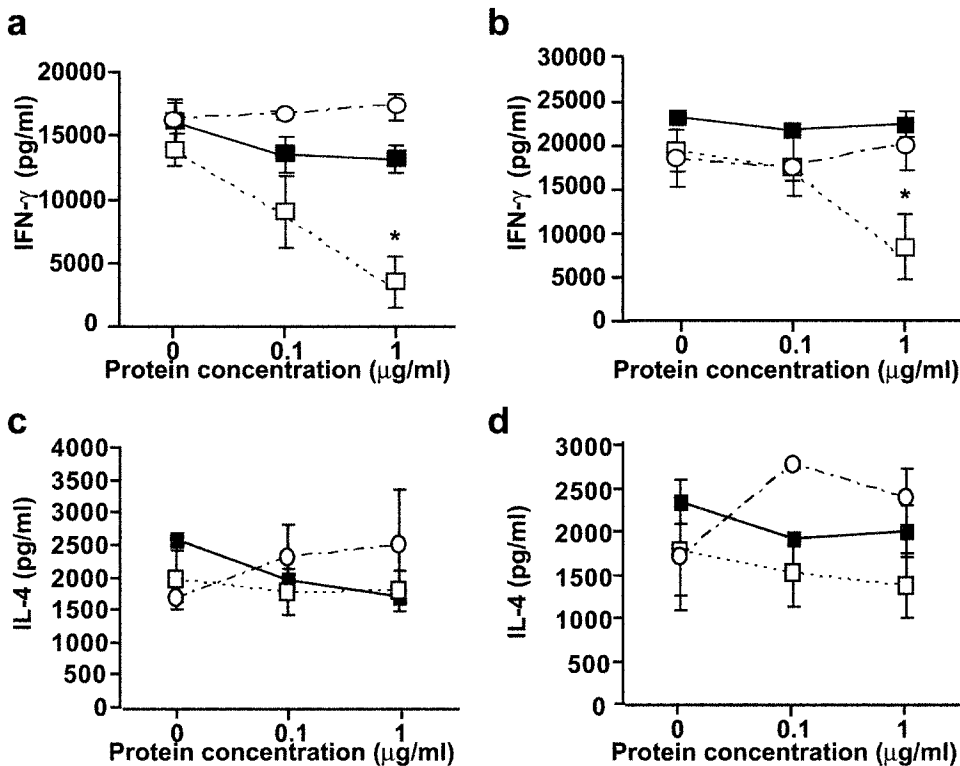 a
20000
15000
10000
5000
0
IFN-γ (pg/ml)
*
0 0.1 1
Protein concentration (μg/ml)
b
30000
25000
20000
15000
10000
5000
0
IFN-γ (pg/ml)
*
0 0.1 1
Protein concentration (μg/ml)
c
4000
3500
3000
2500
2000
1500
1000
500
0
IL-4 (pg/ml)
0 0.1 1
Protein concentration (μg/ml)
d
3000
2500
2000
1500
1000
500
0
IL-4 (pg/ml)
0 0.1 1
Protein concentration (μg/ml)